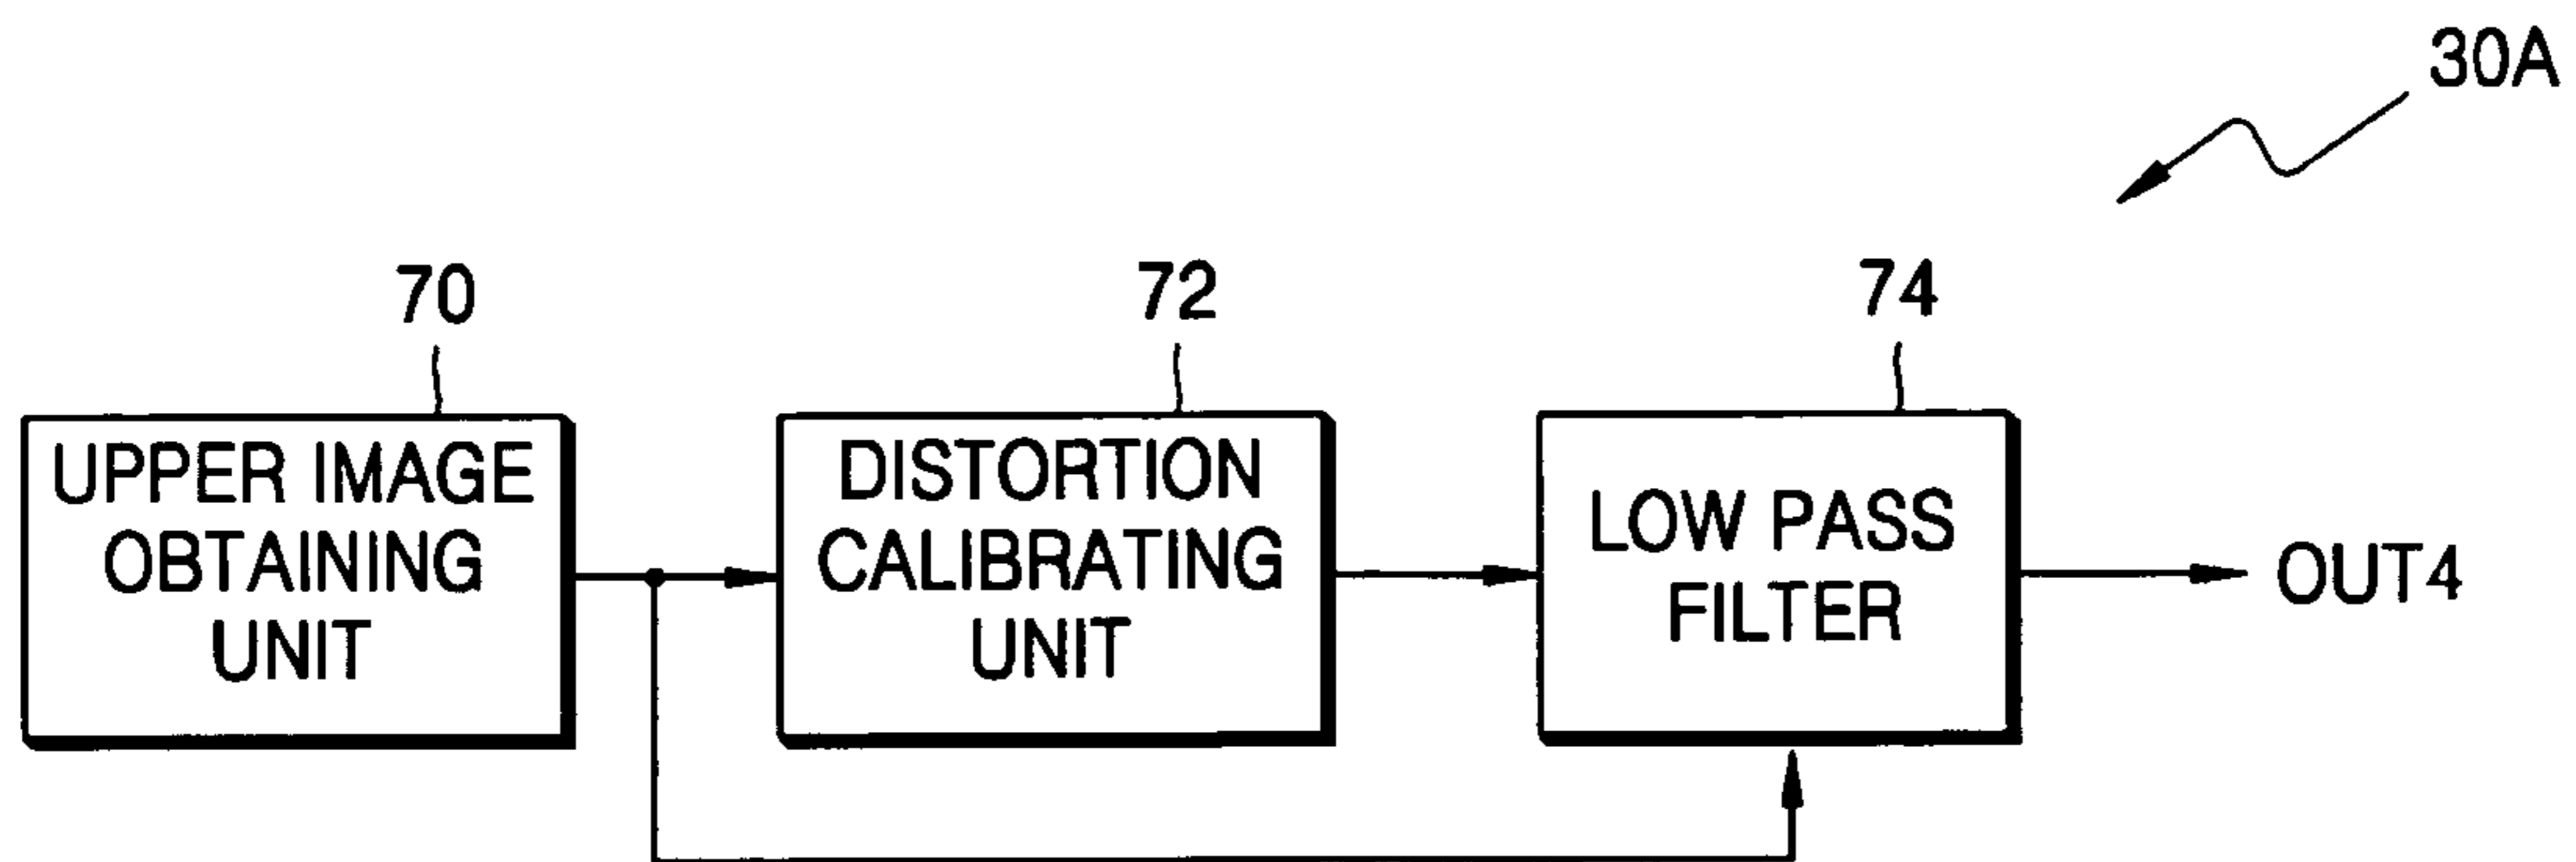 30A
70
UPPER IMAGE
OBTAINING
UNIT
72
DISTORTION
CALIBRATING
UNIT
74
LOW PASS
FILTER
OUT4